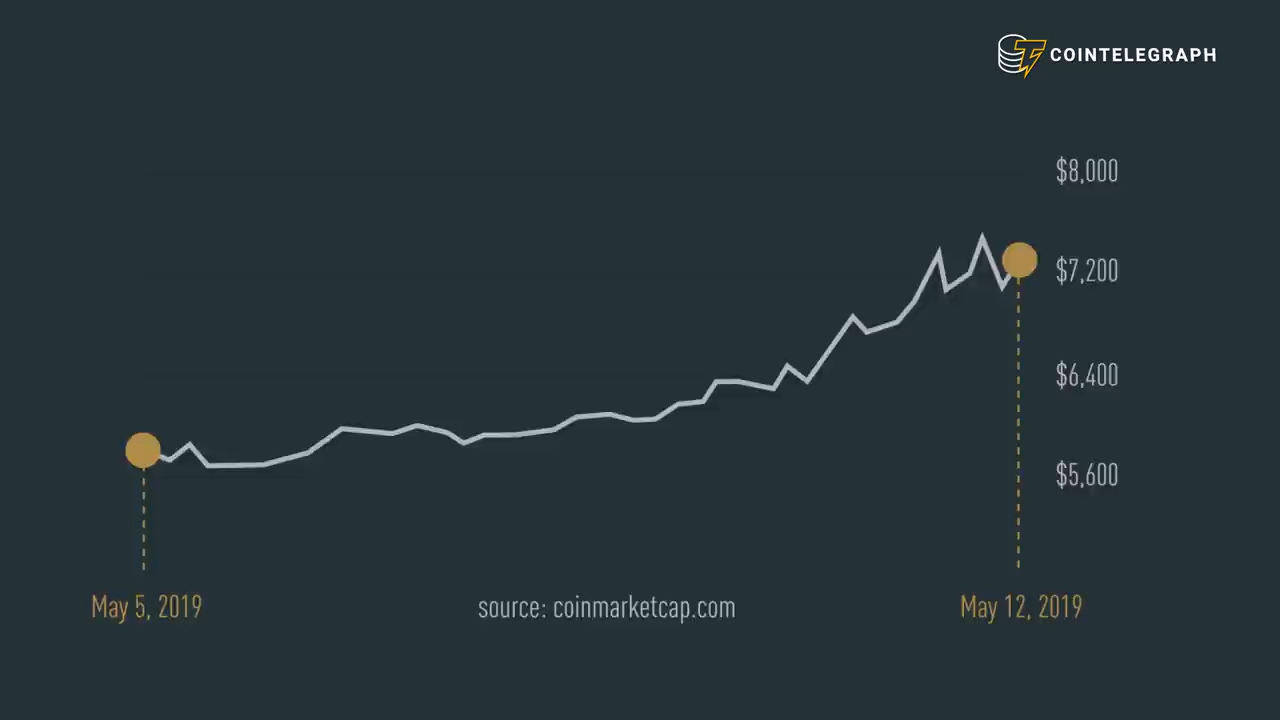 COINTELEGRAPH
$8,000
$7,200
$6,400
$5,600
May 5, 2019
source: coinmarketcap.com
May 12, 2019